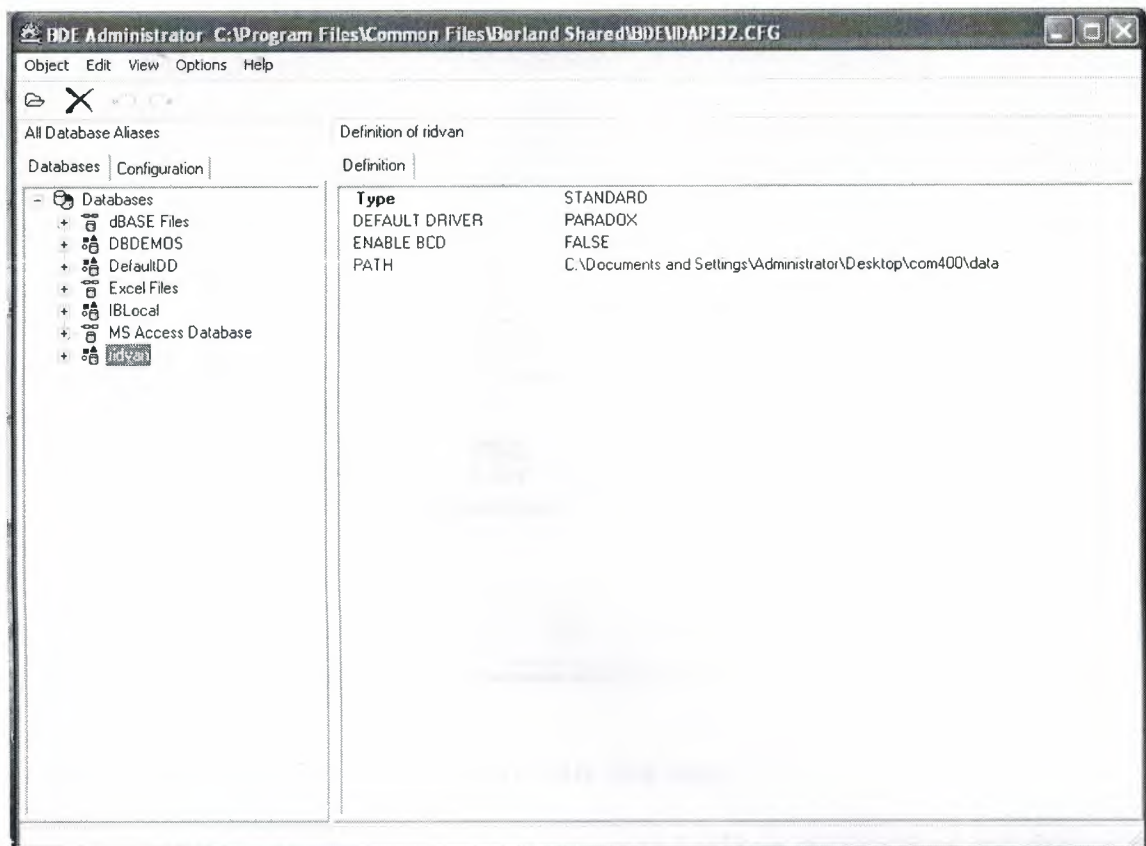 BDE Administrator C:\Program Files\Common Files\Borland Shared\BDE\IDAPI32.CFG
Object Edit View Options Help
All Database Aliases
Definition of ridvan
Databases Configuration
Definition
Databases
dBASE Files
DBDEMOS
DefaultDD
Excel Files
IBLocal
MS Access Database
ridvan
Type STANDARD
DEFAULT DRIVER PARADOX
ENABLE BCD FALSE
PATH C:\Documents and Settings\Administrator\Desktop\com400\data